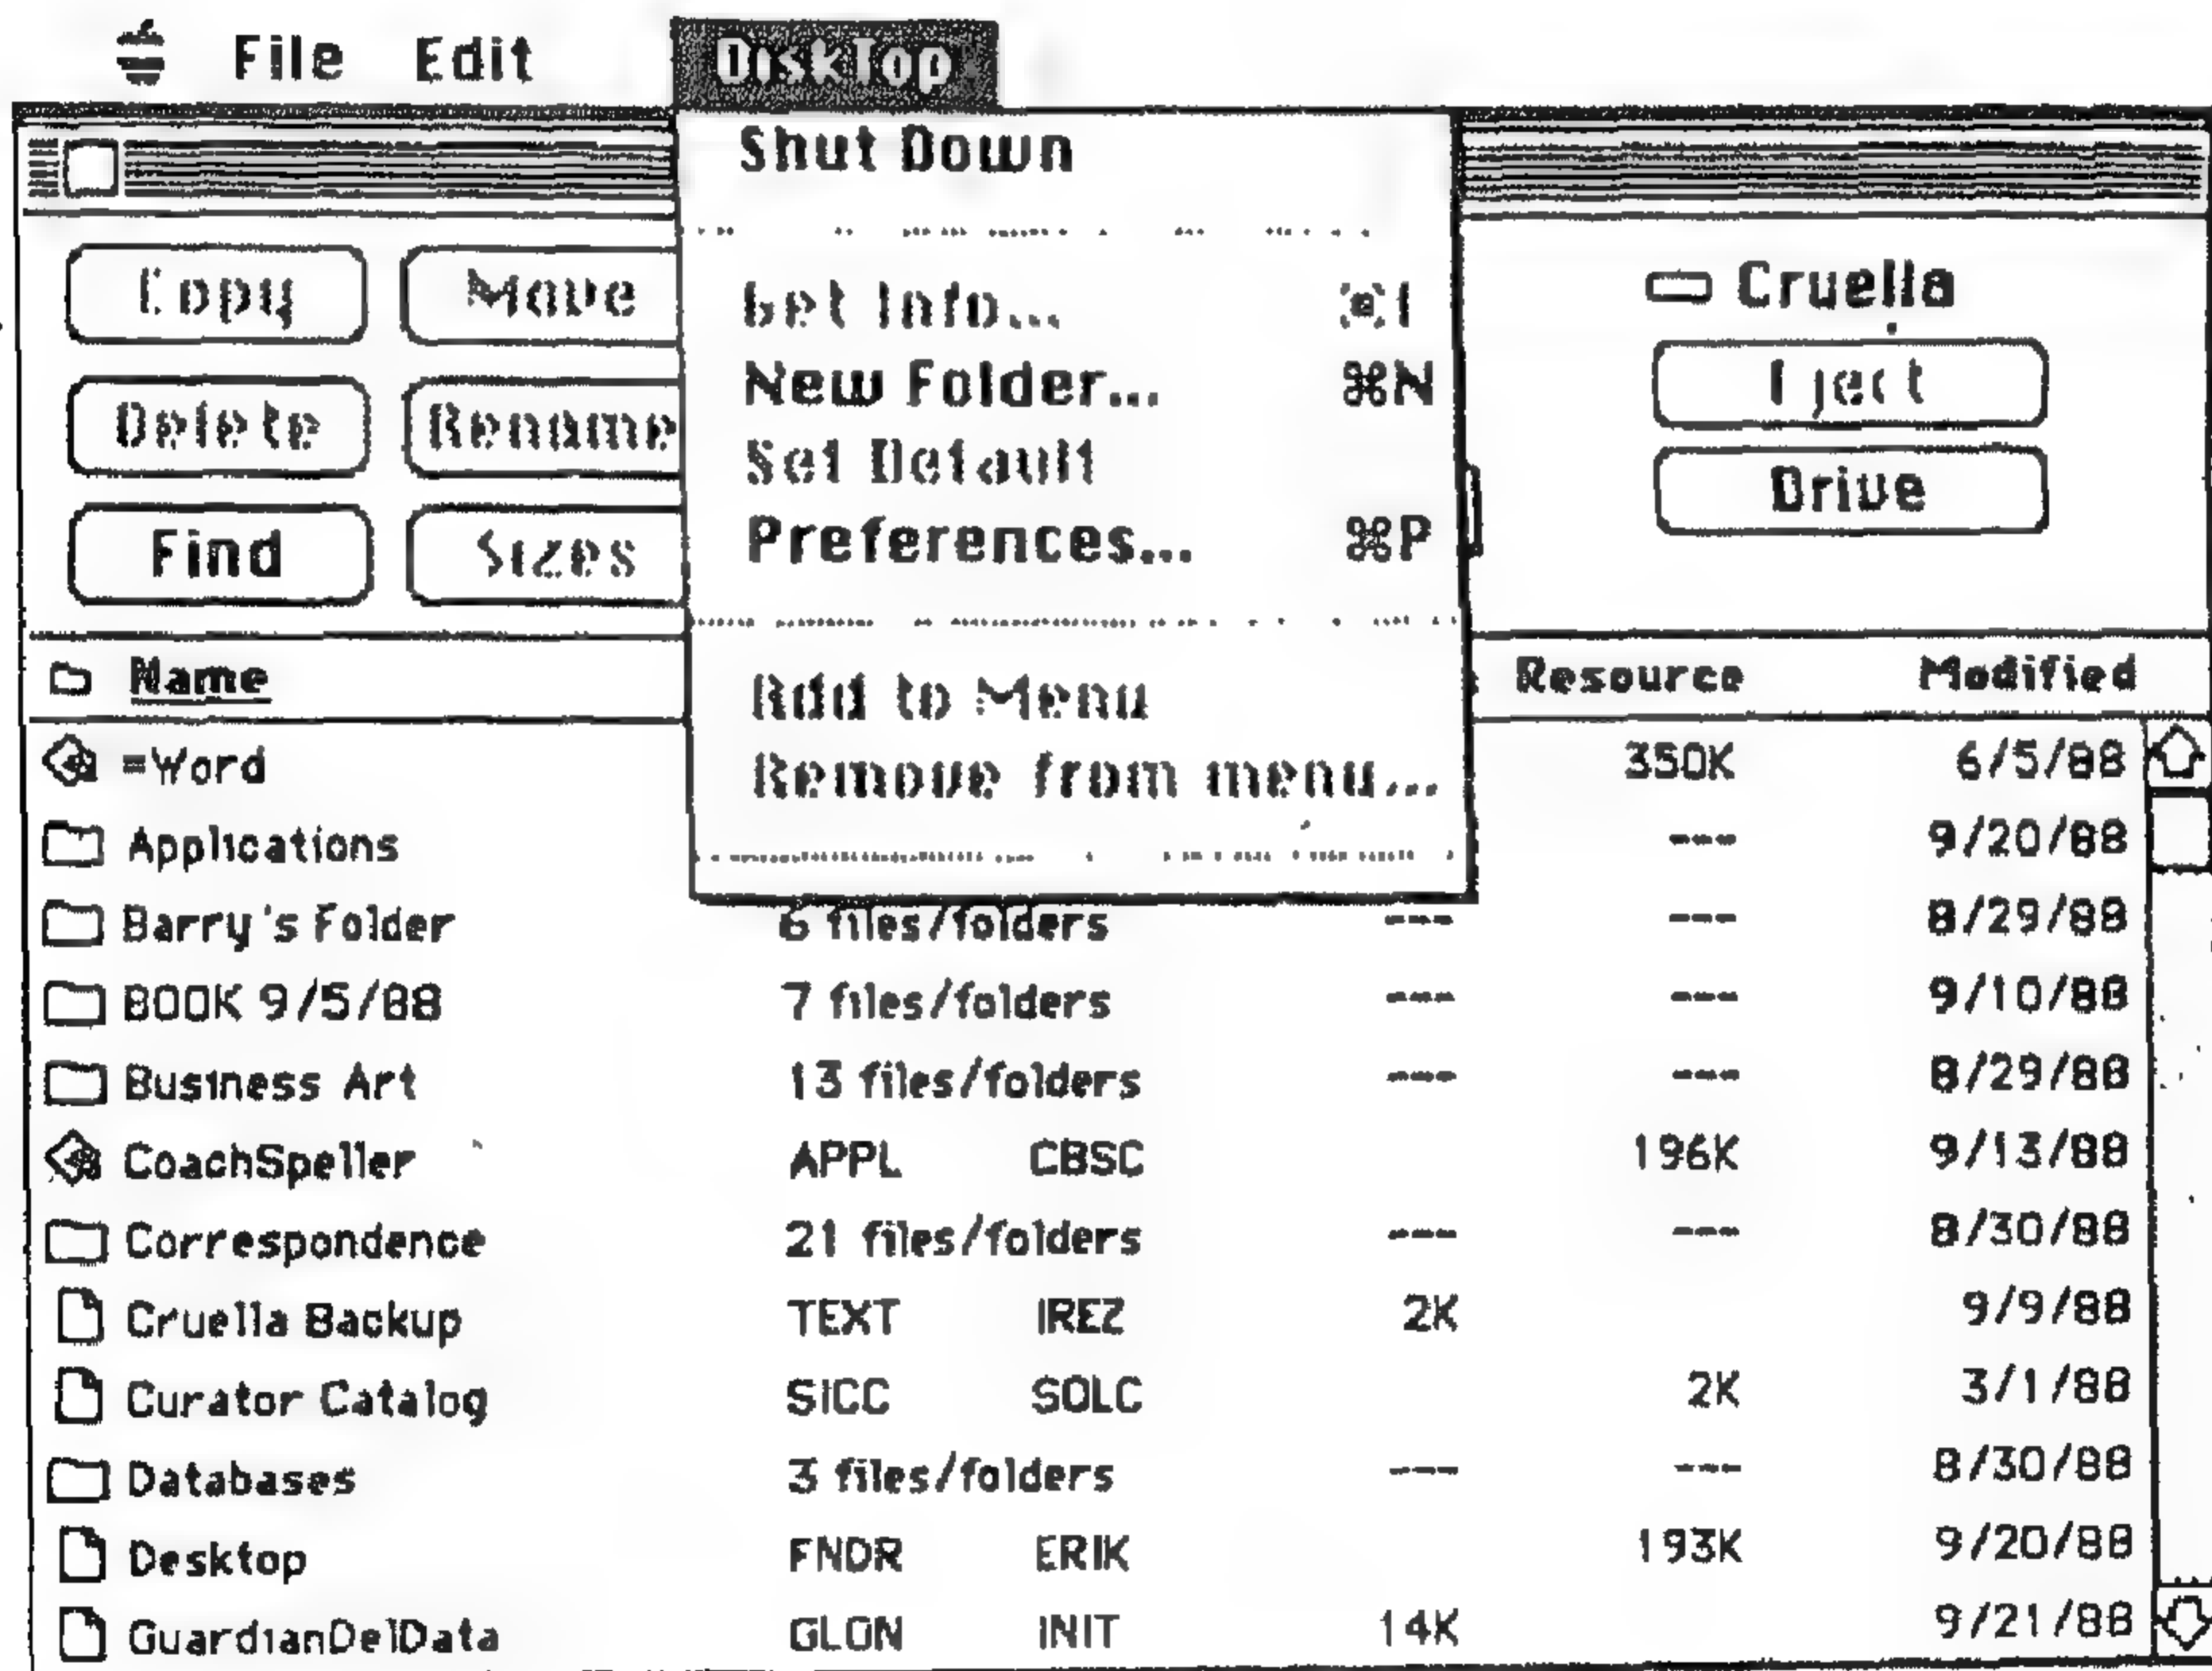 File Edit DiskTop
Shut Down
Copy Move Get Info... ⌘I Cruella
New Folder... ⌘N Eject
Delete Rename Set Default Drive
Find Sizes Preferences... ⌘P
Name Add to Menu Resource Modified
=Word Remove from menu... 350K 6/5/88
Applications --- 9/20/88
Barry's Folder 6 files/folders --- --- 8/29/88
BOOK 9/5/88 7 files/folders --- --- 9/10/88
Business Art 13 files/folders --- --- 8/29/88
CoachSpeller APPL CBSC 196K 9/13/88
Correspondence 21 files/folders --- --- 8/30/88
Cruella Backup TEXT IREZ 2K 9/9/88
Curator Catalog SICC SOLC 2K 3/1/88
Databases 3 files/folders --- --- 8/30/88
Desktop FNDR ERIK 193K 9/20/88
GuardianDelData GLGN INIT 14K 9/21/88